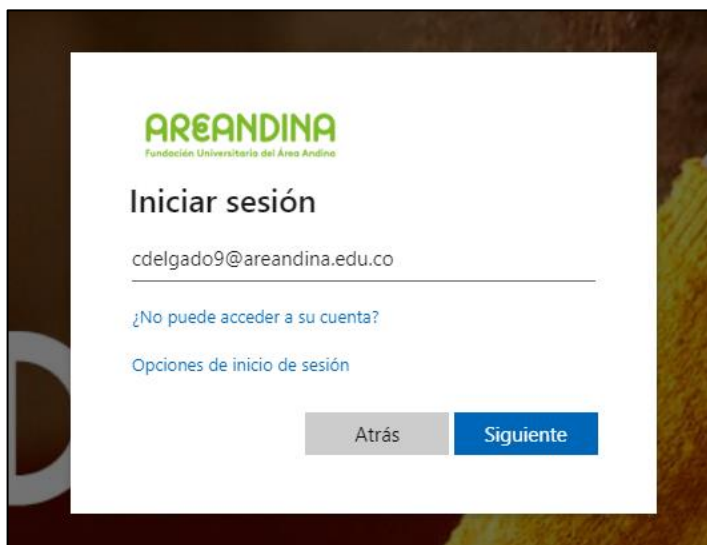 AREANDINA
Fundación Universitaria del Área Andina
Iniciar sesión
cdelgado9@areandina.edu.co
¿No puede acceder a su cuenta?
Opciones de inicio de sesión
Atrás
Siguiente